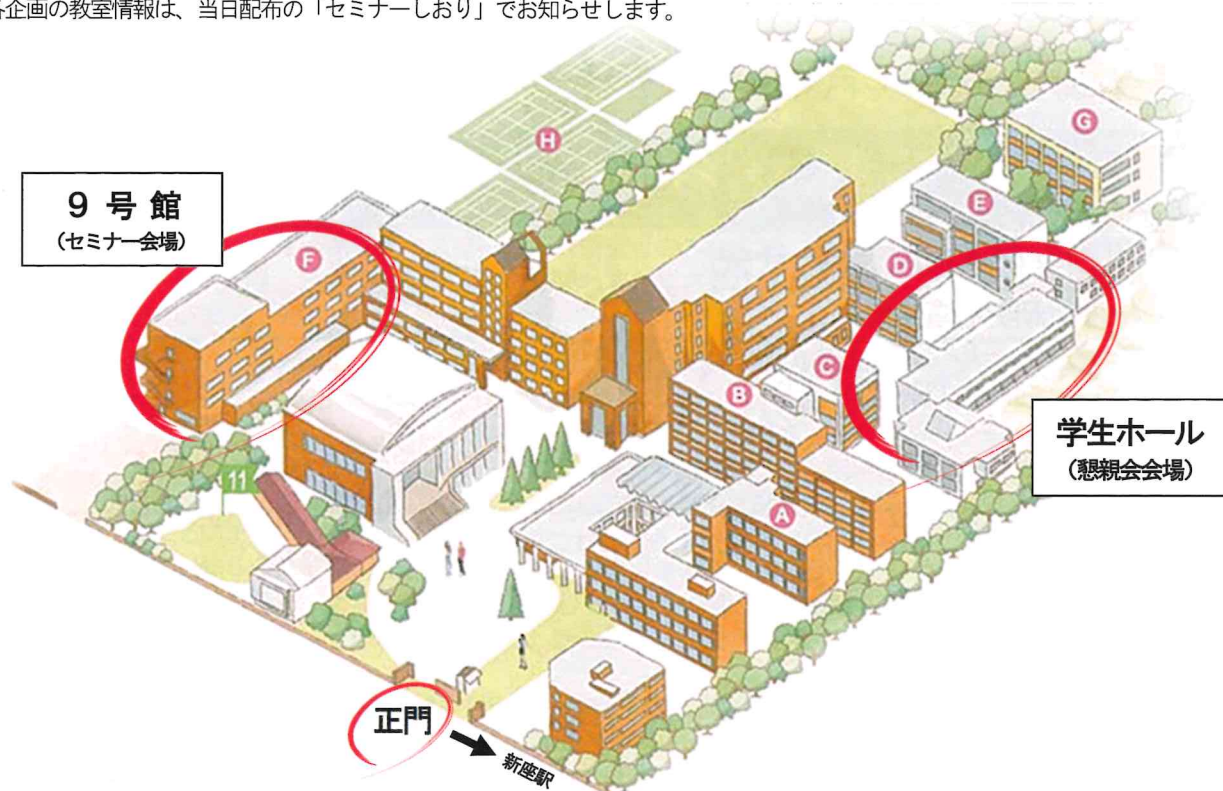 各企画の教室情報は、当日配布の「セミナーしおり」でお知らせします。
9 号 館
(セミナー会場)
H
G
E
F
D
C
B
学生ホール
(懇親会会場)
11
A
正門
新座駅